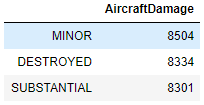 AircraftDamage
MINOR 8504
DESTROYED 8334
SUBSTANTIAL 8301